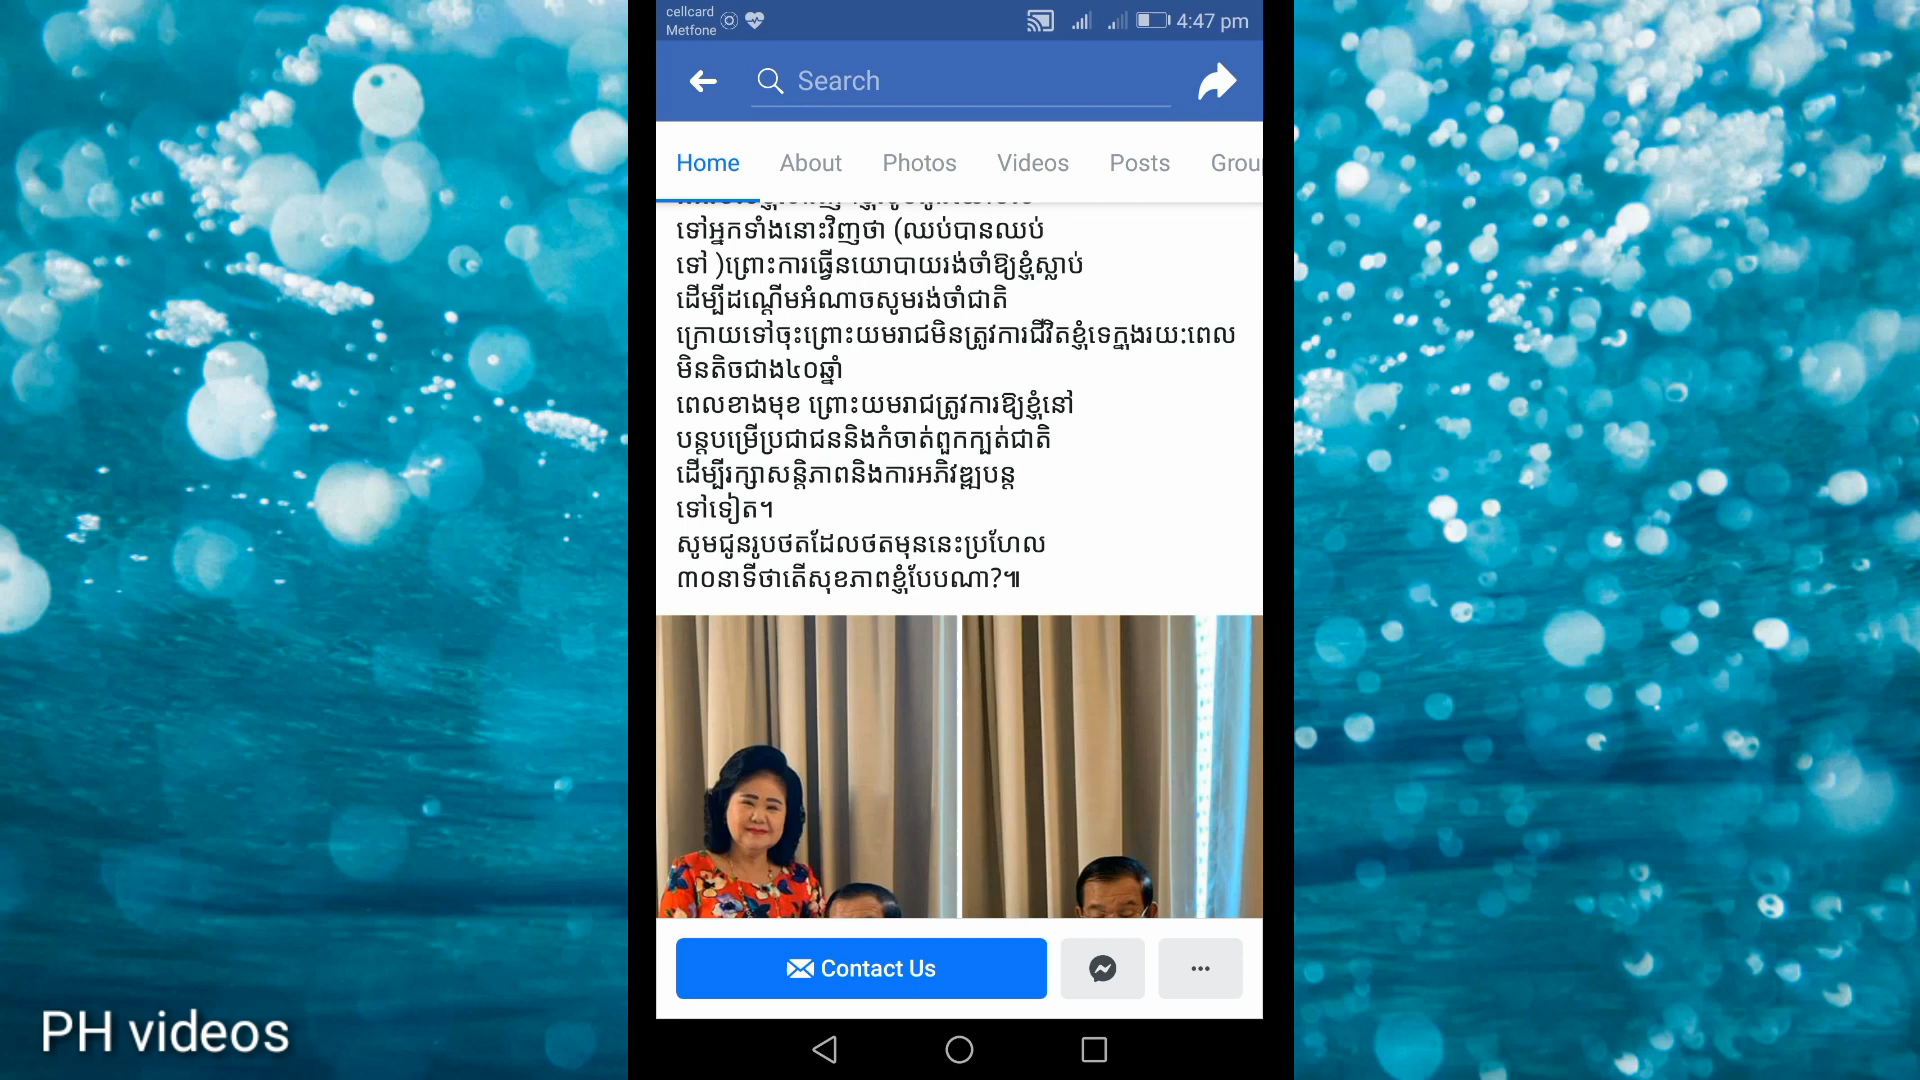 cellcard
Metfone
4:47 pm
Search
Home About Photos Videos Posts Grou
ទៅអ្នកទាំងនោះវិញថា (ឈប់បានឈប់
ទៅ )ព្រោះការធ្វើនយោបាយរង់ចាំឱ្យខ្ញុំស្លាប់
ដើម្បីដណ្តើមអំណាចសូមរង់ចាំជាតិ
ក្រោយទៅចុះព្រោះយមរាជមិនត្រូវការជីវិតខ្ញុំទេក្នុងរយ:ពេល
មិនតិចជាង៤០ឆ្នាំ
ពេលខាងមុខ ព្រោះយមរាជត្រូវការឱ្យខ្ញុំនៅ
បន្តបម្រើប្រជាជននិងកំចាត់ពួកក្បត់ជាតិ
ដើម្បីរក្សាសន្តិភាពនិងការអភិវឌ្ឍបន្ត
ទៅទៀត។
សូមជូនរូបថតដែលថតមុននេះប្រហែល
៣០នាទីថាតើសុខភាពខ្ញុំបែបណា?៕
Contact Us
PH videos